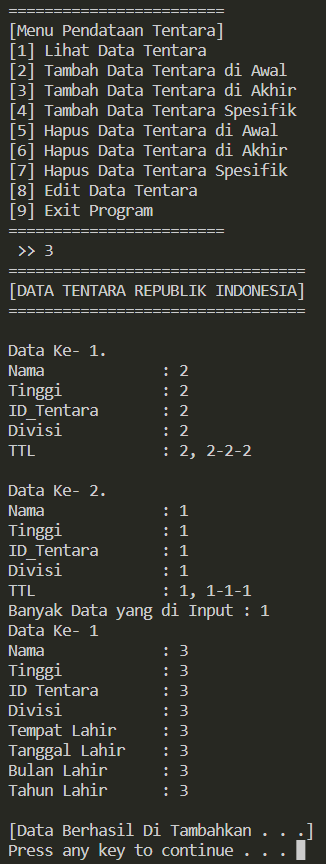 ========================
[Menu Pendataan Tentara]
[1] Lihat Data Tentara
[2] Tambah Data Tentara di Awal
[3] Tambah Data Tentara di Akhir
[4] Tambah Data Tentara Spesifik
[5] Hapus Data Tentara di Awal
[6] Hapus Data Tentara di Akhir
[7] Hapus Data Tentara Spesifik
[8] Edit Data Tentara
[9] Exit Program
========================
 >> 3
=================================
[DATA TENTARA REPUBLIK INDONESIA]
=================================

Data Ke- 1.
Nama             : 2
Tinggi           : 2
ID_Tentara       : 2
Divisi           : 2
TTL              : 2, 2-2-2

Data Ke- 2.
Nama             : 1
Tinggi           : 1
ID_Tentara       : 1
Divisi           : 1
TTL              : 1, 1-1-1
Banyak Data yang di Input : 1
Data Ke- 1
Nama             : 3
Tinggi           : 3
ID Tentara       : 3
Divisi           : 3
Tempat Lahir     : 3
Tanggal Lahir    : 3
Bulan Lahir      : 3
Tahun Lahir      : 3

[Data Berhasil Di Tambahkan . . .]
Press any key to continue . . .